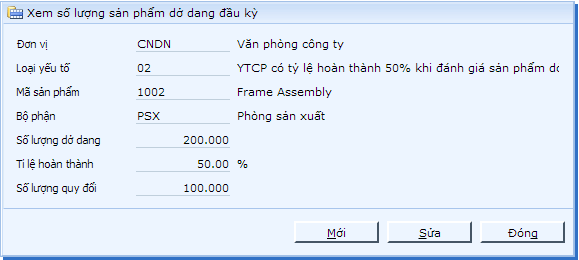 Xem số lượng sản phẩm dở dang đầu kỳ
Đơn vị CNDN Văn phòng công ty
Loại yếu tố 02 YTCP có tỷ lệ hoàn thành 50% khi đánh giá sản phẩm dở
Mã sản phẩm 1002 Frame Assembly
Bộ phận PSX Phòng sản xuất
Số lượng dở dang 200.000
Tỉ lệ hoàn thành 50.00 %
Số lượng quy đổi 100.000
Mới Sửa Đóng